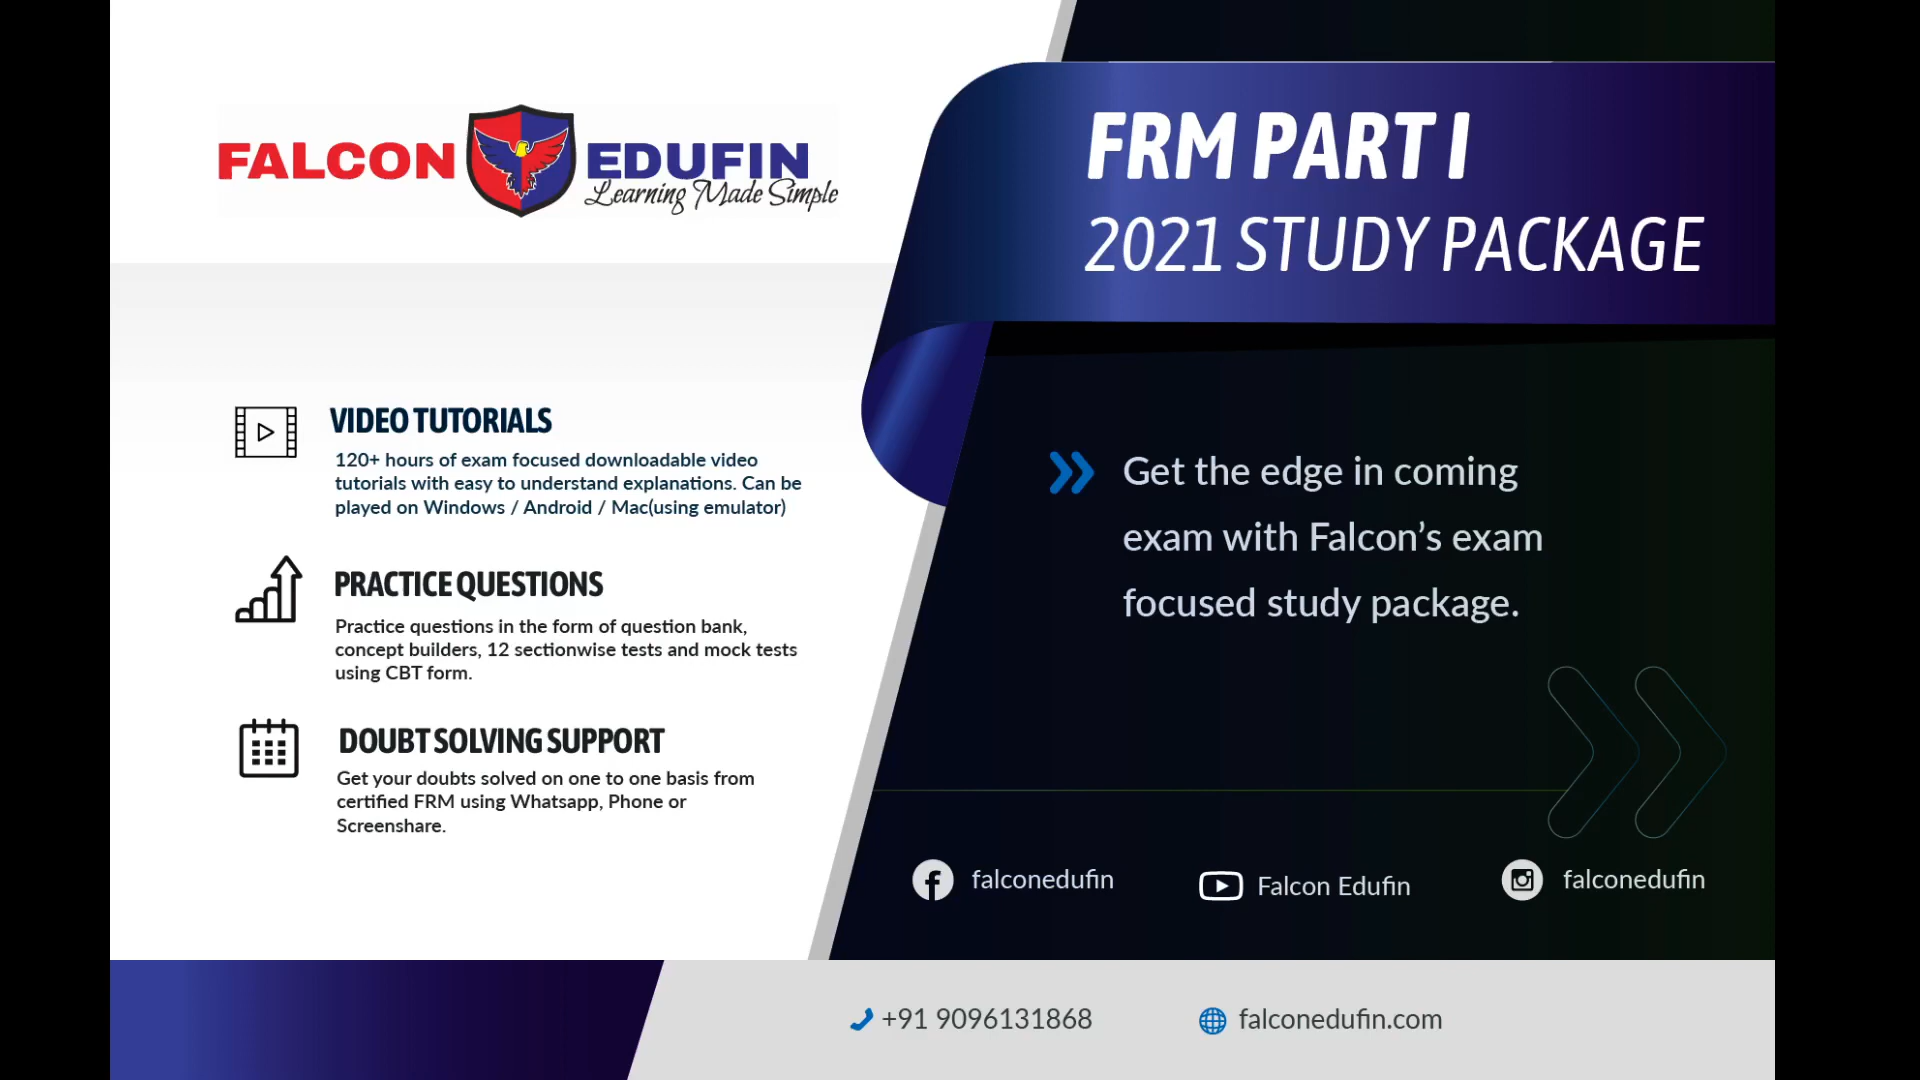 FALCON EDUFIN
Learning Made Simple
FRM PART I
2021 STUDY PACKAGE
VIDEO TUTORIALS
120+ hours of exam focused downloadable video
tutorials with easy to understand explanations. Can be
played on Windows / Android / Mac(using emulator)
PRACTICE QUESTIONS
Practice questions in the form of question bank,
concept builders, 12 sectionwise tests and mock tests
using CBT form.
DOUBT SOLVING SUPPORT
Get your doubts solved on one to one basis from
certified FRM using Whatsapp, Phone or
Screenshare.
Get the edge in coming
exam with Falcon’s exam
focused study package.
falconedufin
Falcon Edufin
falconedufin
+91 9096131868
falconedufin.com